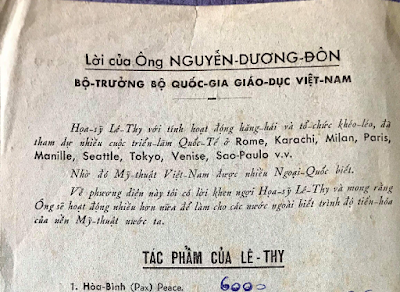 Lời của Ông NGUYỄN-DƯƠNG-ĐÔN
BỘ-TRƯỞNG BỘ QUỐC-GIA GIÁO-DỤC VIỆT-NAM
Họa-sỹ Lê-Thy với tính hoạt động hăng-hái và tổ-chức khéo-léo, đã
tham dự nhiều cuộc triển-lãm Quốc-Tế ở Rome, Karachi, Milan, Paris,
Manille, Seattle, Tokyo, Venise, Sao-Paulo v.v.
Nhờ đó Mỹ-thuật Việt-Nam được nhiều Ngoại-Quốc biết.
Về phương diện này tôi có lời khen ngợi Họa-sỹ Lê-Thy và mong rằng
Ông sẽ hoạt động nhiều hơn nữa để làm cho các nước ngoài biết trình độ tiến-hóa
của nền Mỹ-thuật nước ta.
TÁC PHẨM CỦA LÊ-THY
1. Hòa-Bình (Pax) Peace. 6000